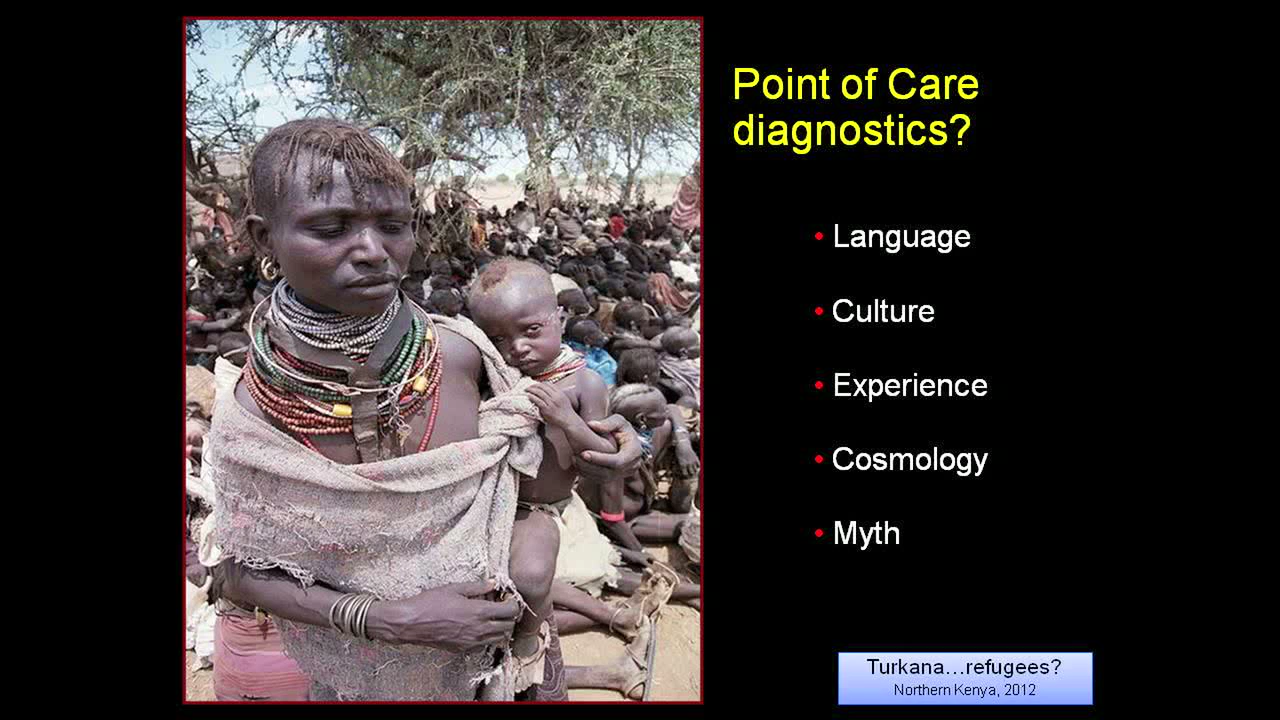 Point of Care
diagnostics?
• Language
• Culture
• Experience
• Cosmology
• Myth
Turkana…refugees?
Northern Kenya, 2012